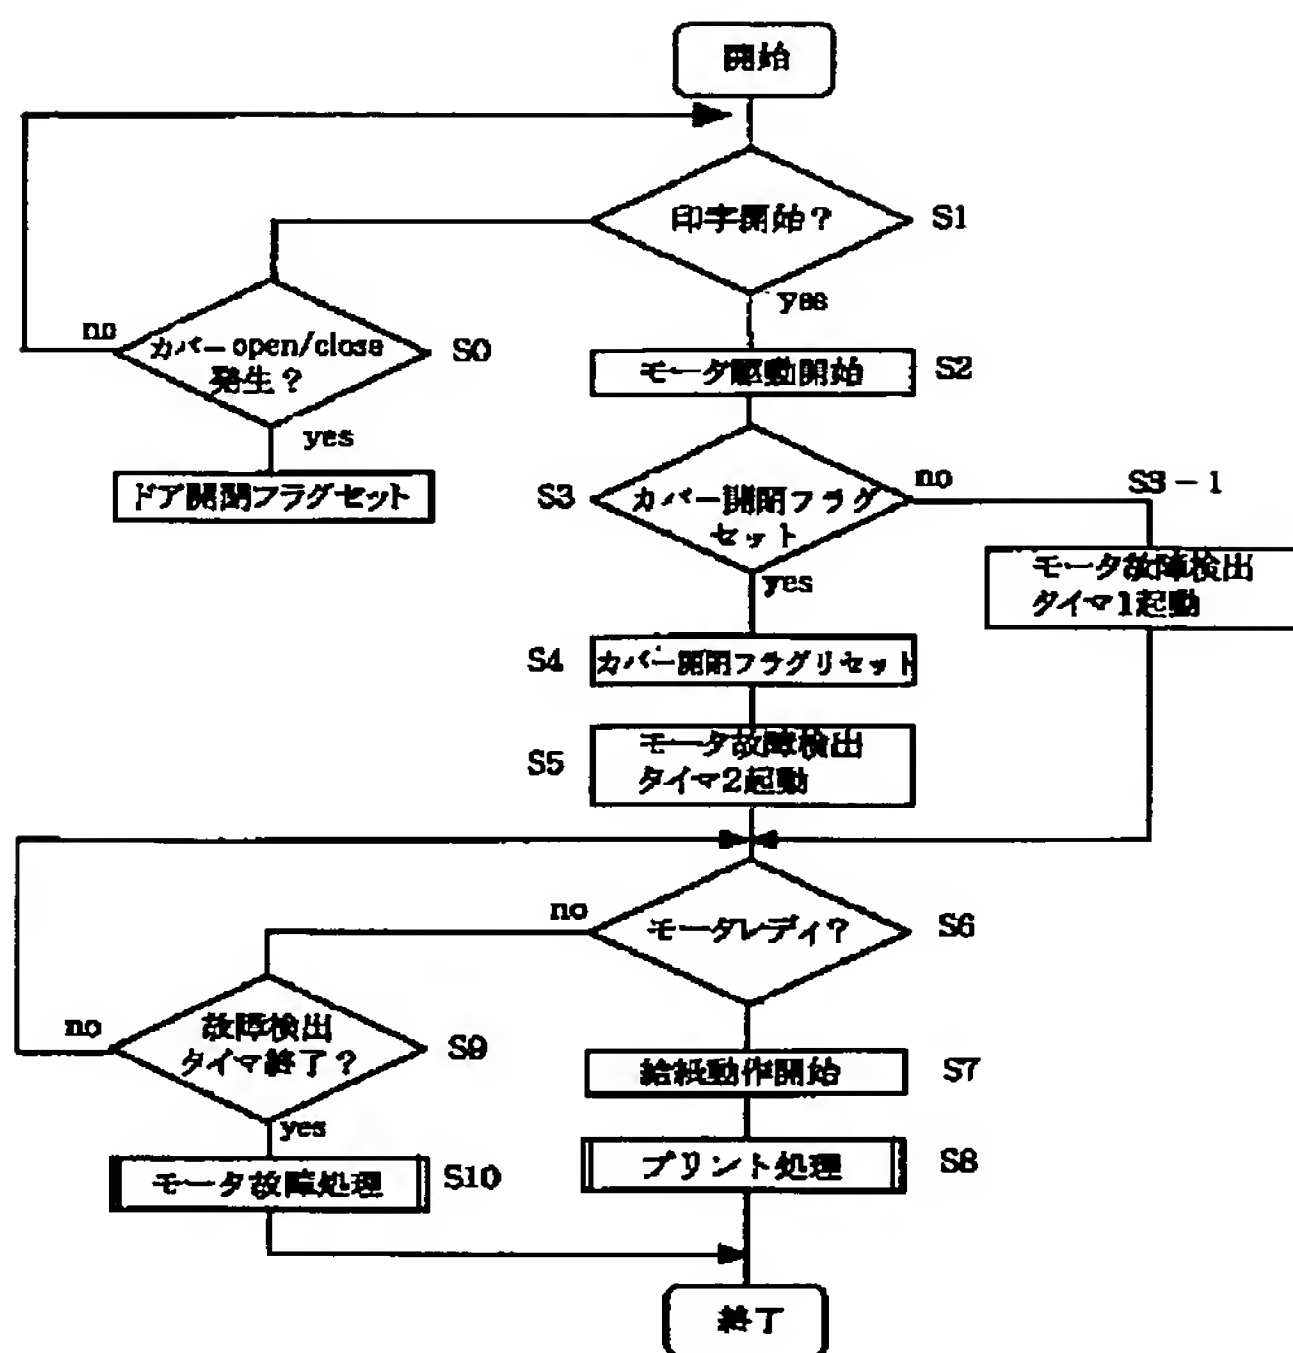 開始
印字開始?
S1
yes
no
カバーopen/close
発生?
S0
yes
ドア開閉フラグセット
モータ駆動開始
S2
S3
カバー開閉フラグ
セット
no
S3-1
yes
モータ故障検出
タイマ1起動
S4
カバー開閉フラグリセット
S5
モータ故障検出
タイマ2起動
no
モータレディ?
S6
no
故障検出
タイマ終了?
S9
yes
給紙動作開始
S7
モータ故障処理
S10
プリント処理
S8
終了